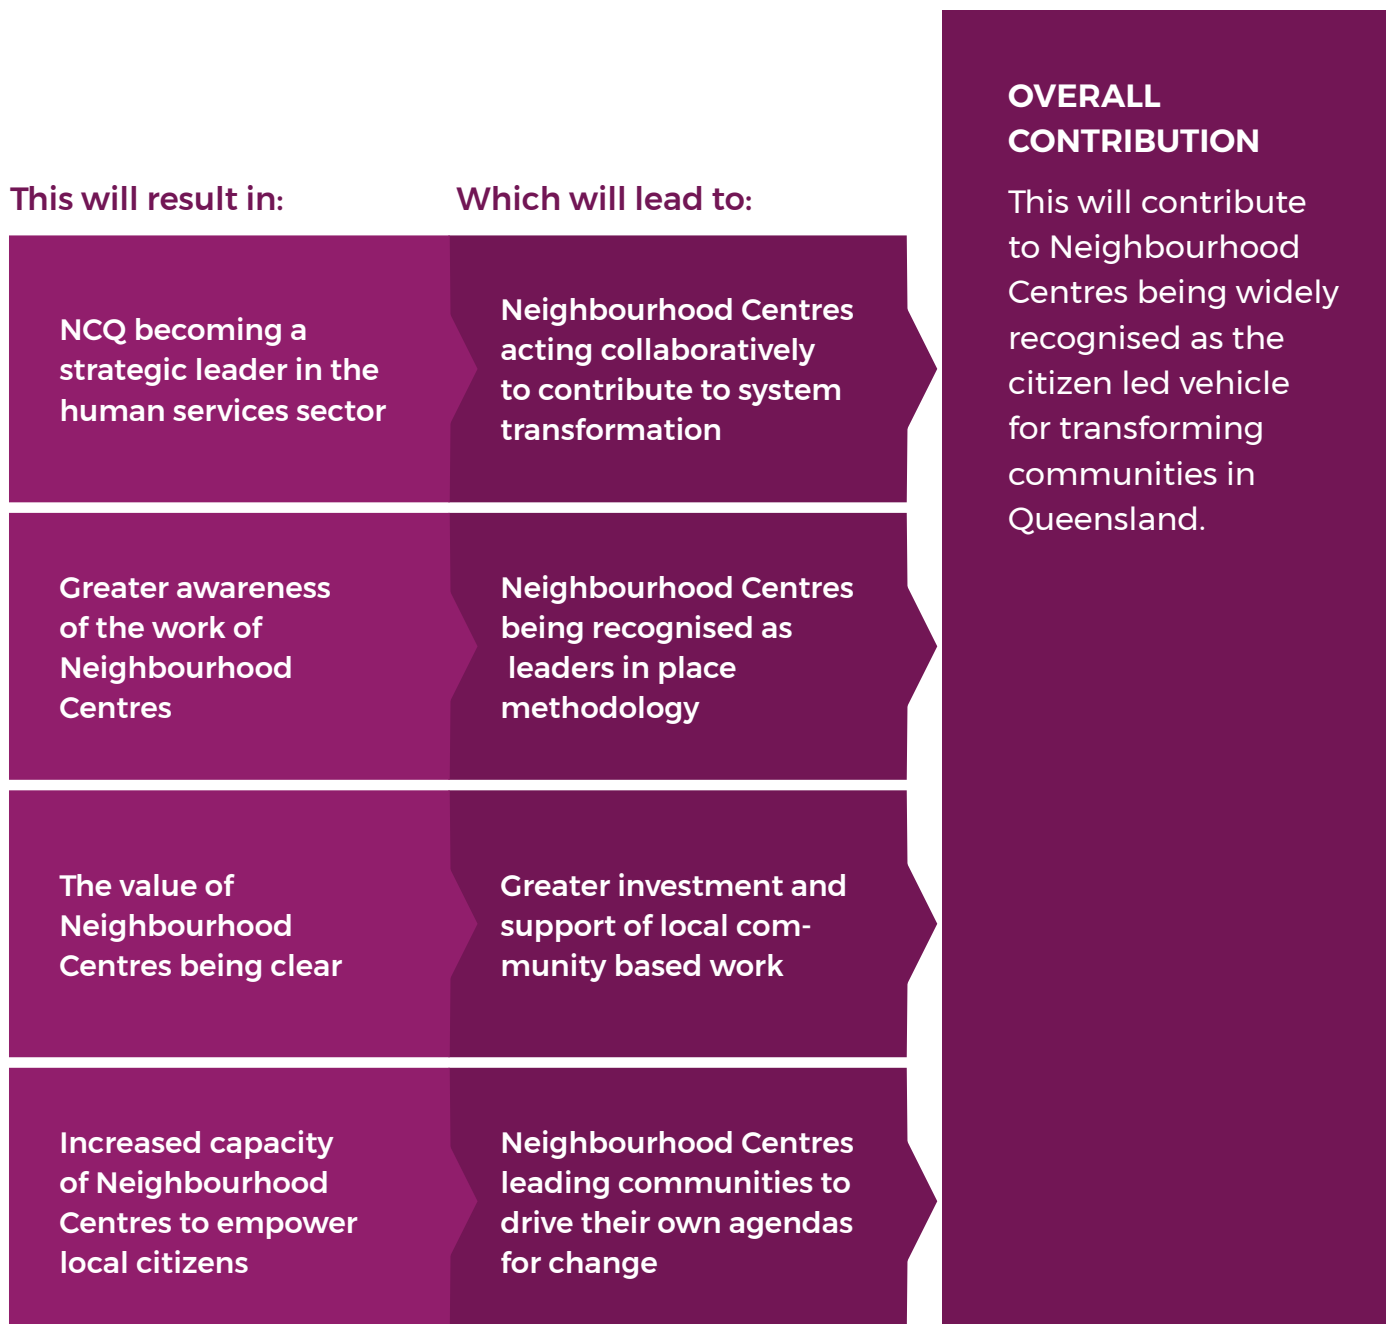 This will result in:
Which will lead to:
NCQ becoming a
strategic leader in the
human services sector
Neighbourhood Centres
acting collaboratively
to contribute to system
transformation
Greater awareness
of the work of
Neighbourhood
Centres
Neighbourhood Centres
being recognised as
leaders in place
methodology
The value of
Neighbourhood
Centres being clear
Greater investment and
support of local com-
munity based work
Increased capacity
of Neighbourhood
Centres to empower
local citizens
Neighbourhood Centres
leading communities to
drive their own agendas
for change
OVERALL
CONTRIBUTION
This will contribute
to Neighbourhood
Centres being widely
recognised as the
citizen led vehicle
for transforming
communities in
Queensland.